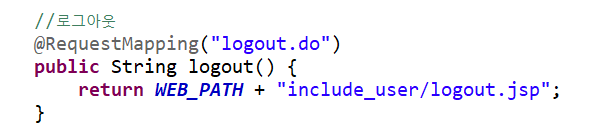 //로그아웃
@RequestMapping("logout.do")
public String logout() {
    return WEB_PATH + "include_user/logout.jsp";
}